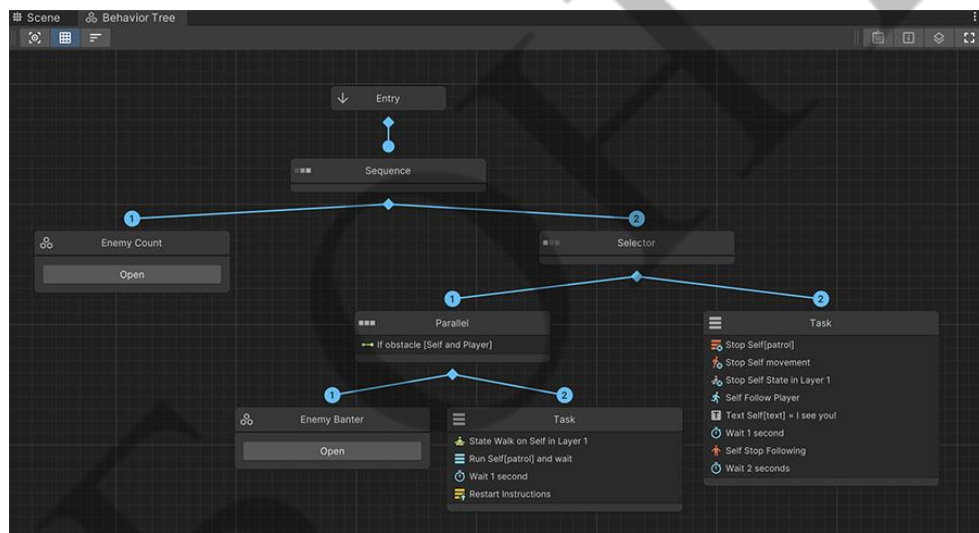 Scene Behavior Tree
Entry
Sequence
1 2
Enemy Count
Open
Selector
1 2
Parallel
If obstacle [Self and Player]
Task
Stop Self[patrol]
Stop Self movement
Stop Self State in Layer 1
Self Follow Player
T Text Self[text] = I see you!
Wait 1 second
Self Stop Following
Wait 2 seconds
1 2
Enemy Banter
Open
Task
State Walk on Self in Layer 1
Run Self[patrol] and wait
Wait 1 second
Restart Instructions